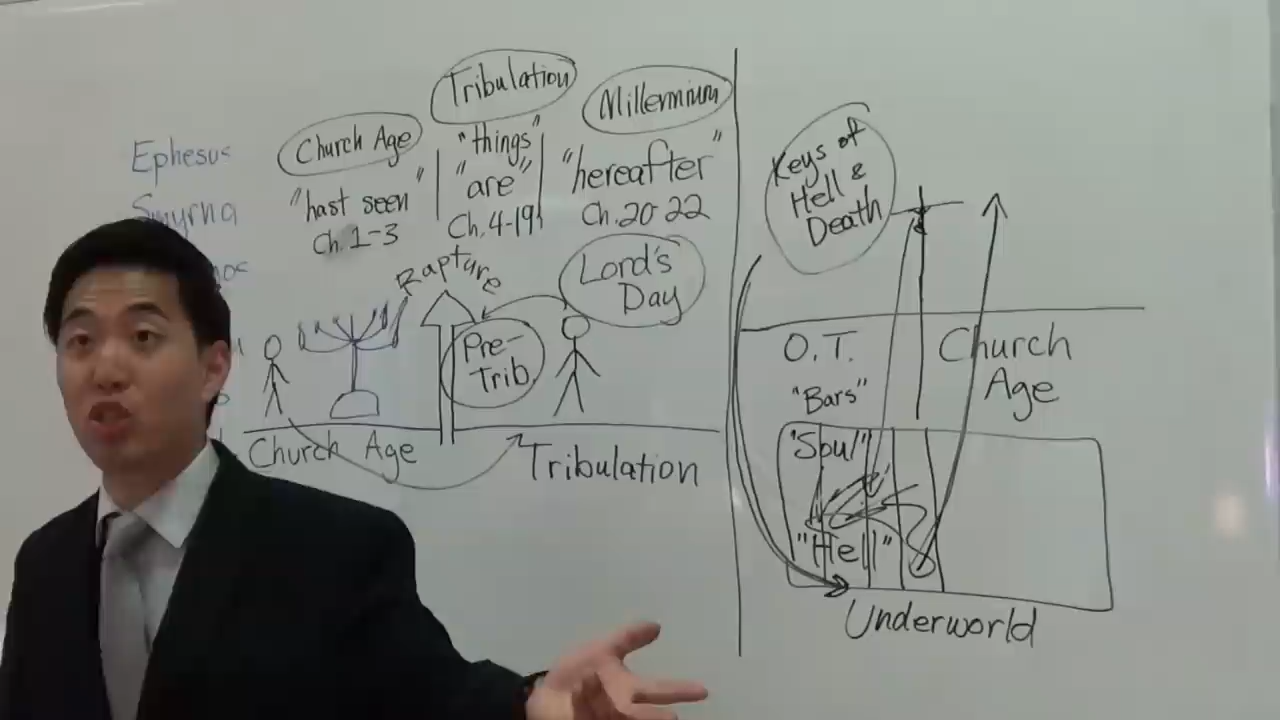 Ephesus
Smyrna
Church Age
"hast seen"
Ch. 1-3
Tribulation
"things"
"are"
Ch. 4-19
Millennium
"hereafter"
Ch. 20-22
Rapture
Pre-
Trib.
Lord's
Day
Church Age
Tribulation
Keys of
Hell &
Death
O.T.
"Bars"
Church
Age
"Soul"
"Hell"
Underworld